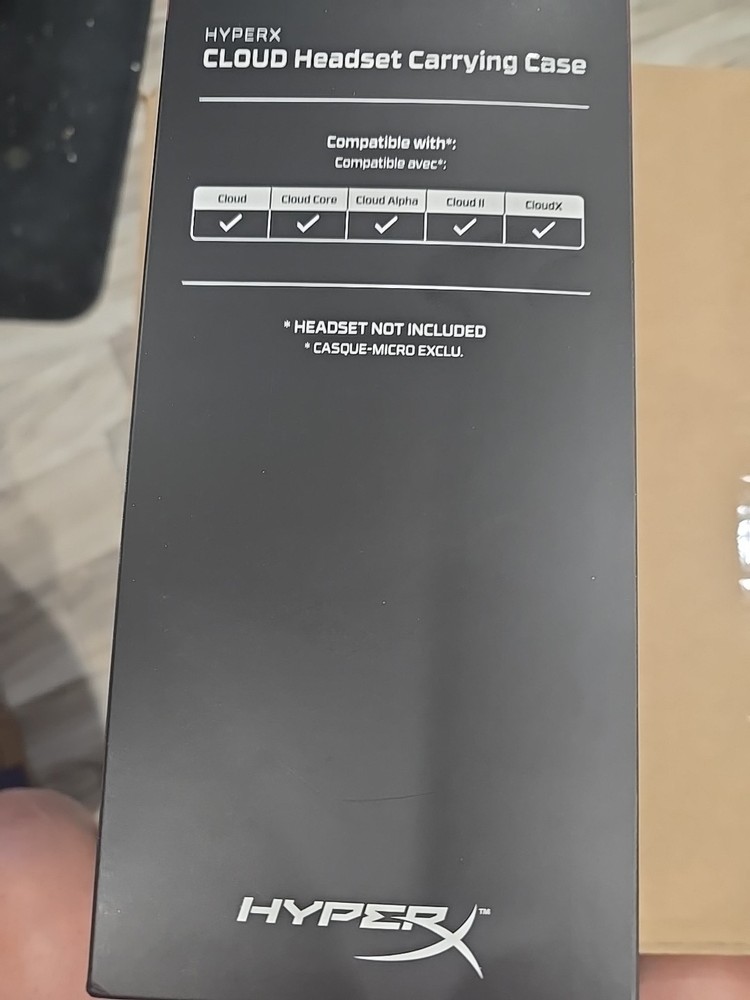 HYPERX
CLOUD Headset Carrying Case
Compatible with*:
Compatible avec*:
Cloud Cloud Core Cloud Alpha Cloud II CloudX
✓ ✓ ✓ ✓ ✓
* HEADSET NOT INCLUDED
* CASQUE-MICRO EXCLU.
HYPERX™